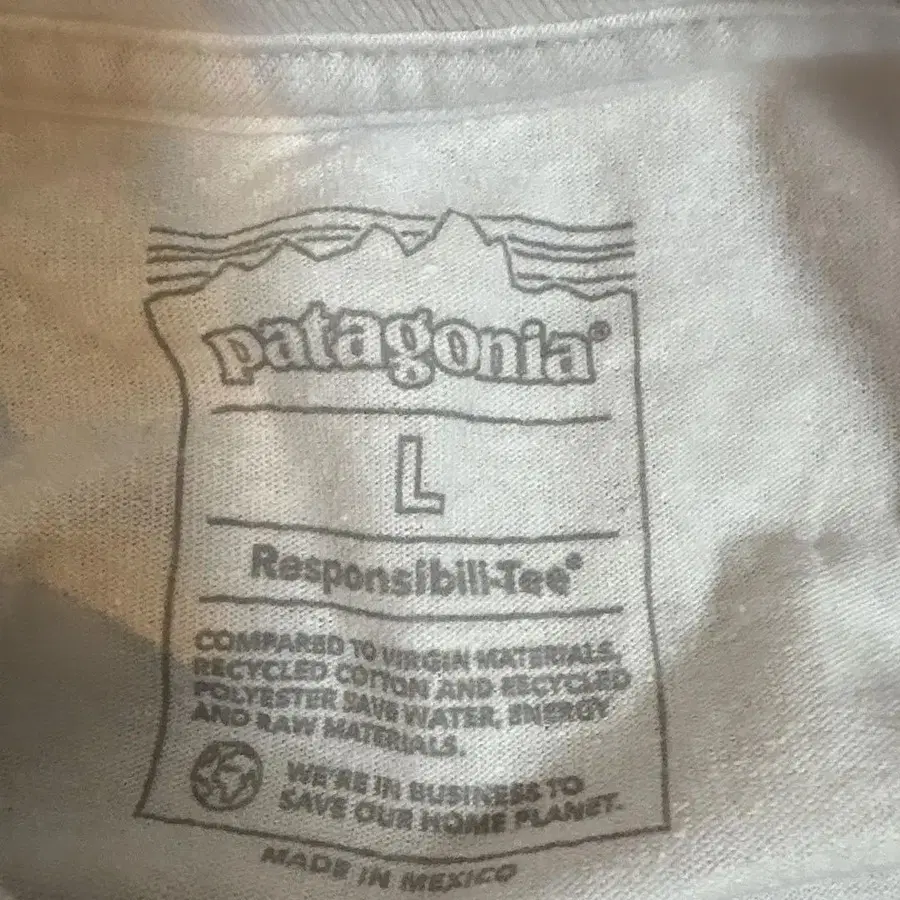 patagonia®
L
Responsibili-Tee®
COMPARED TO VIRGIN MATERIALS,
RECYCLED COTTON AND RECYCLED
POLYESTER SAVE WATER, ENERGY
AND RAW MATERIALS.
WE'RE IN BUSINESS TO
SAVE OUR HOME PLANET.
MADE IN MEXICO